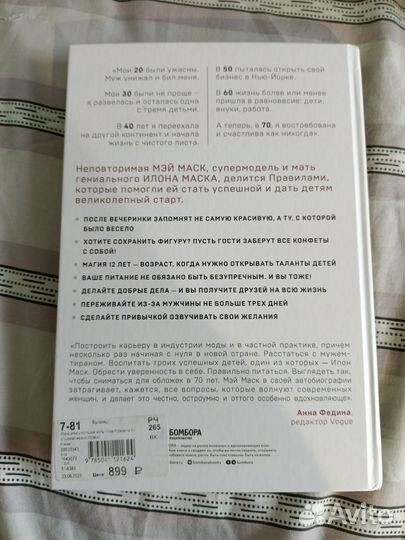 «Мои 20 были ужасны.
Муж унижал и бил меня.
Мои 30 были не проще –
я развелась и осталась одна
с тремя детьми.
В 40 лет я переехала
на другой континент и начала
жизнь с чистого листа.
В 50 пыталась открыть свой
бизнес в Нью-Йорке.
В 60 жизнь более или менее
пришла в равновесие: дети,
внуки, работа.
А теперь, в 70, я востребована
и счастлива как никогда».
Неповторимая МЭЙ МАСК, супермодель и мать
гениального ИЛОНА МАСКА, делится Правилами,
которые помогли ей стать успешной и дать детям
великолепный старт.
• ПОСЛЕ ВЕЧЕРИНКИ ЗАПОМНЯТ НЕ САМУЮ КРАСИВУЮ, А ТУ, С КОТОРОЙ
БЫЛО ВЕСЕЛО
• ХОТИТЕ СОХРАНИТЬ ФИГУРУ? ПУСТЬ ГОСТИ ЗАБЕРУТ ВСЕ КОНФЕТЫ
С СОБОЙ!
• МАГИЯ 12 ЛЕТ — ВОЗРАСТ, КОГДА НУЖНО ОТКРЫВАТЬ ТАЛАНТЫ ДЕТЕЙ
• ВАШЕ ПИТАНИЕ НЕ ОБЯЗАНО БЫТЬ БЕЗУПРЕЧНЫМ. И ВЫ ТОЖЕ!
• ДЕЛАЙТЕ ДОБРЫЕ ДЕЛА — И ВЫ ПОЛУЧИТЕ ДРУЗЕЙ НА ВСЮ ЖИЗНЬ
• ПЕРЕЖИВАЙТЕ ИЗ-ЗА МУЖЧИНЫ НЕ БОЛЬШЕ ТРЕХ ДНЕЙ
• СДЕЛАЙТЕ ПРИВЫЧКОЙ ОЗВУЧИВАТЬ СВОИ ЖЕЛАНИЯ
«Построить карьеру в индустрии моды и в частной практике, причем
несколько раз начиная с нуля в новой стране. Расстаться с мужем-
тираном. Воспитать троих успешных детей, один из которых — Илон
Маск. Обрести уверенность в себе. Правильно питаться. Выглядеть так,
чтобы сниматься для обложек в 70 лет. Мэй Маск в своей автобиографии
затрагивает, кажется, все вопросы, которые волнуют современных женщин,
и делает это честно, остроумно и оттого особенно вдохновляюще».
Анна Федина,
редактор Vogue
7-81
РЧ
265
9785041121624
Цена: 899 ₽
БОМБОРА
ИЗДАТЕЛЬСТВО
bomborabooks
bombora